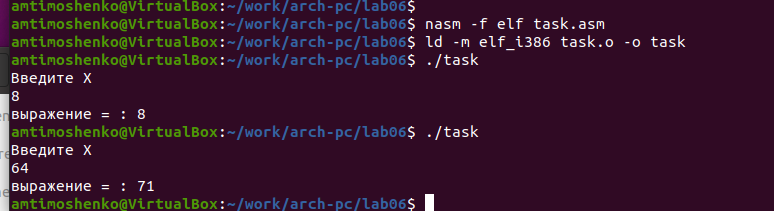 amtimoshenko@VirtualBox:~/work/arch-pc/lab06$
amtimoshenko@VirtualBox:~/work/arch-pc/lab06$ nasm -f elf task.asm
amtimoshenko@VirtualBox:~/work/arch-pc/lab06$ ld -m elf_i386 task.o -o task
amtimoshenko@VirtualBox:~/work/arch-pc/lab06$ ./task
Введите X
8
выражение = : 8
amtimoshenko@VirtualBox:~/work/arch-pc/lab06$ ./task
Введите X
64
выражение = : 71
amtimoshenko@VirtualBox:~/work/arch-pc/lab06$